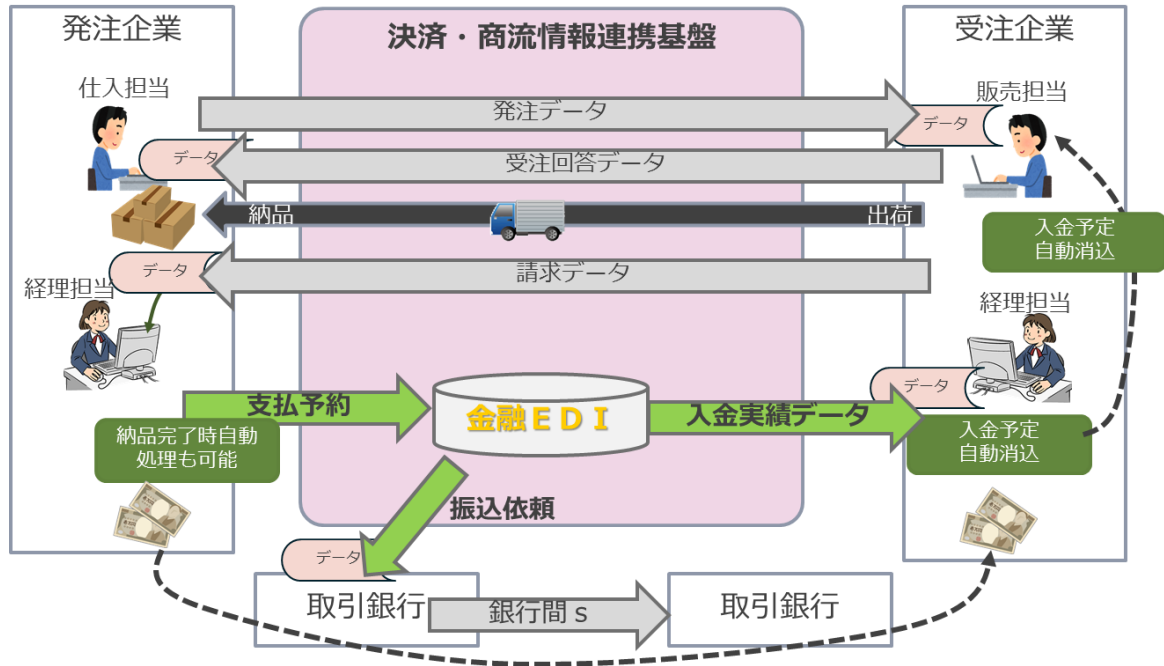 発注企業
決済・商流情報連携基盤
受注企業
仕入担当
販売担当
発注データ
データ
データ
受注回答データ
納品
出荷
入金予定
自動消込
データ
請求データ
経理担当
経理担当
データ
支払予約
金融ＥＤＩ
入金実績データ
納品完了時自動
処理も可能
入金予定
自動消込
振込依頼
データ
取引銀行
銀行間ｓ
取引銀行